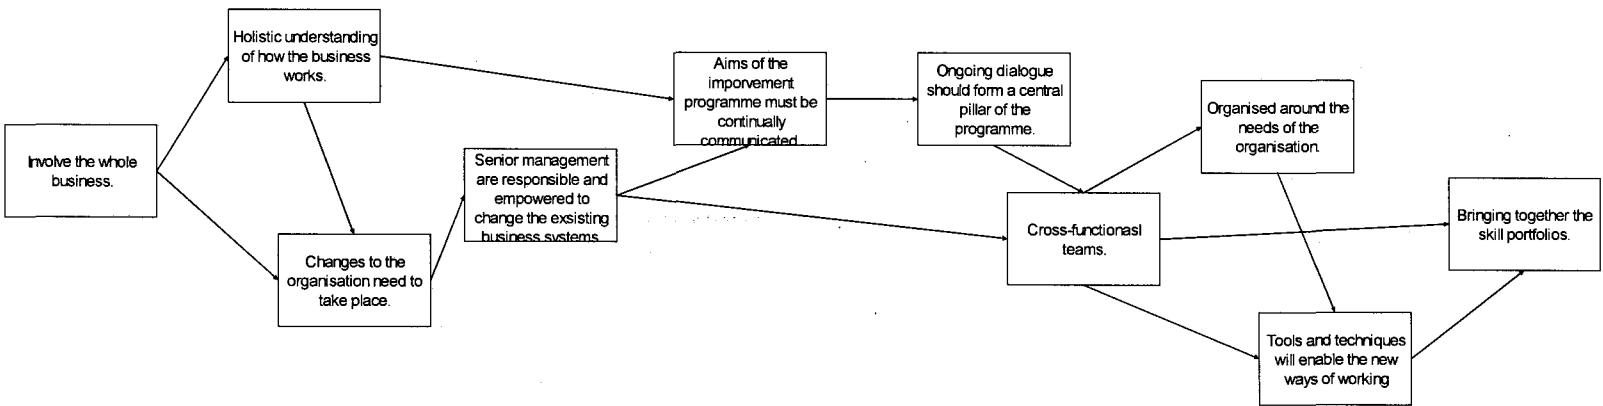 Involve the whole
business.
Holistic understanding
of how the business
works.
Changes to the
organisation need to
take place.
Senior management
are responsible and
empowered to
change the exsisting
business systems
Aims of the
imporvement
programme must be
continually
communicated
Ongoing dialogue
should form a central
pillar of the
programme.
Cross-functionasl
teams.
Organised around the
needs of the
organisation.
Tools and techniques
will enable the new
ways of working
Bringing together the
skill portfolios.